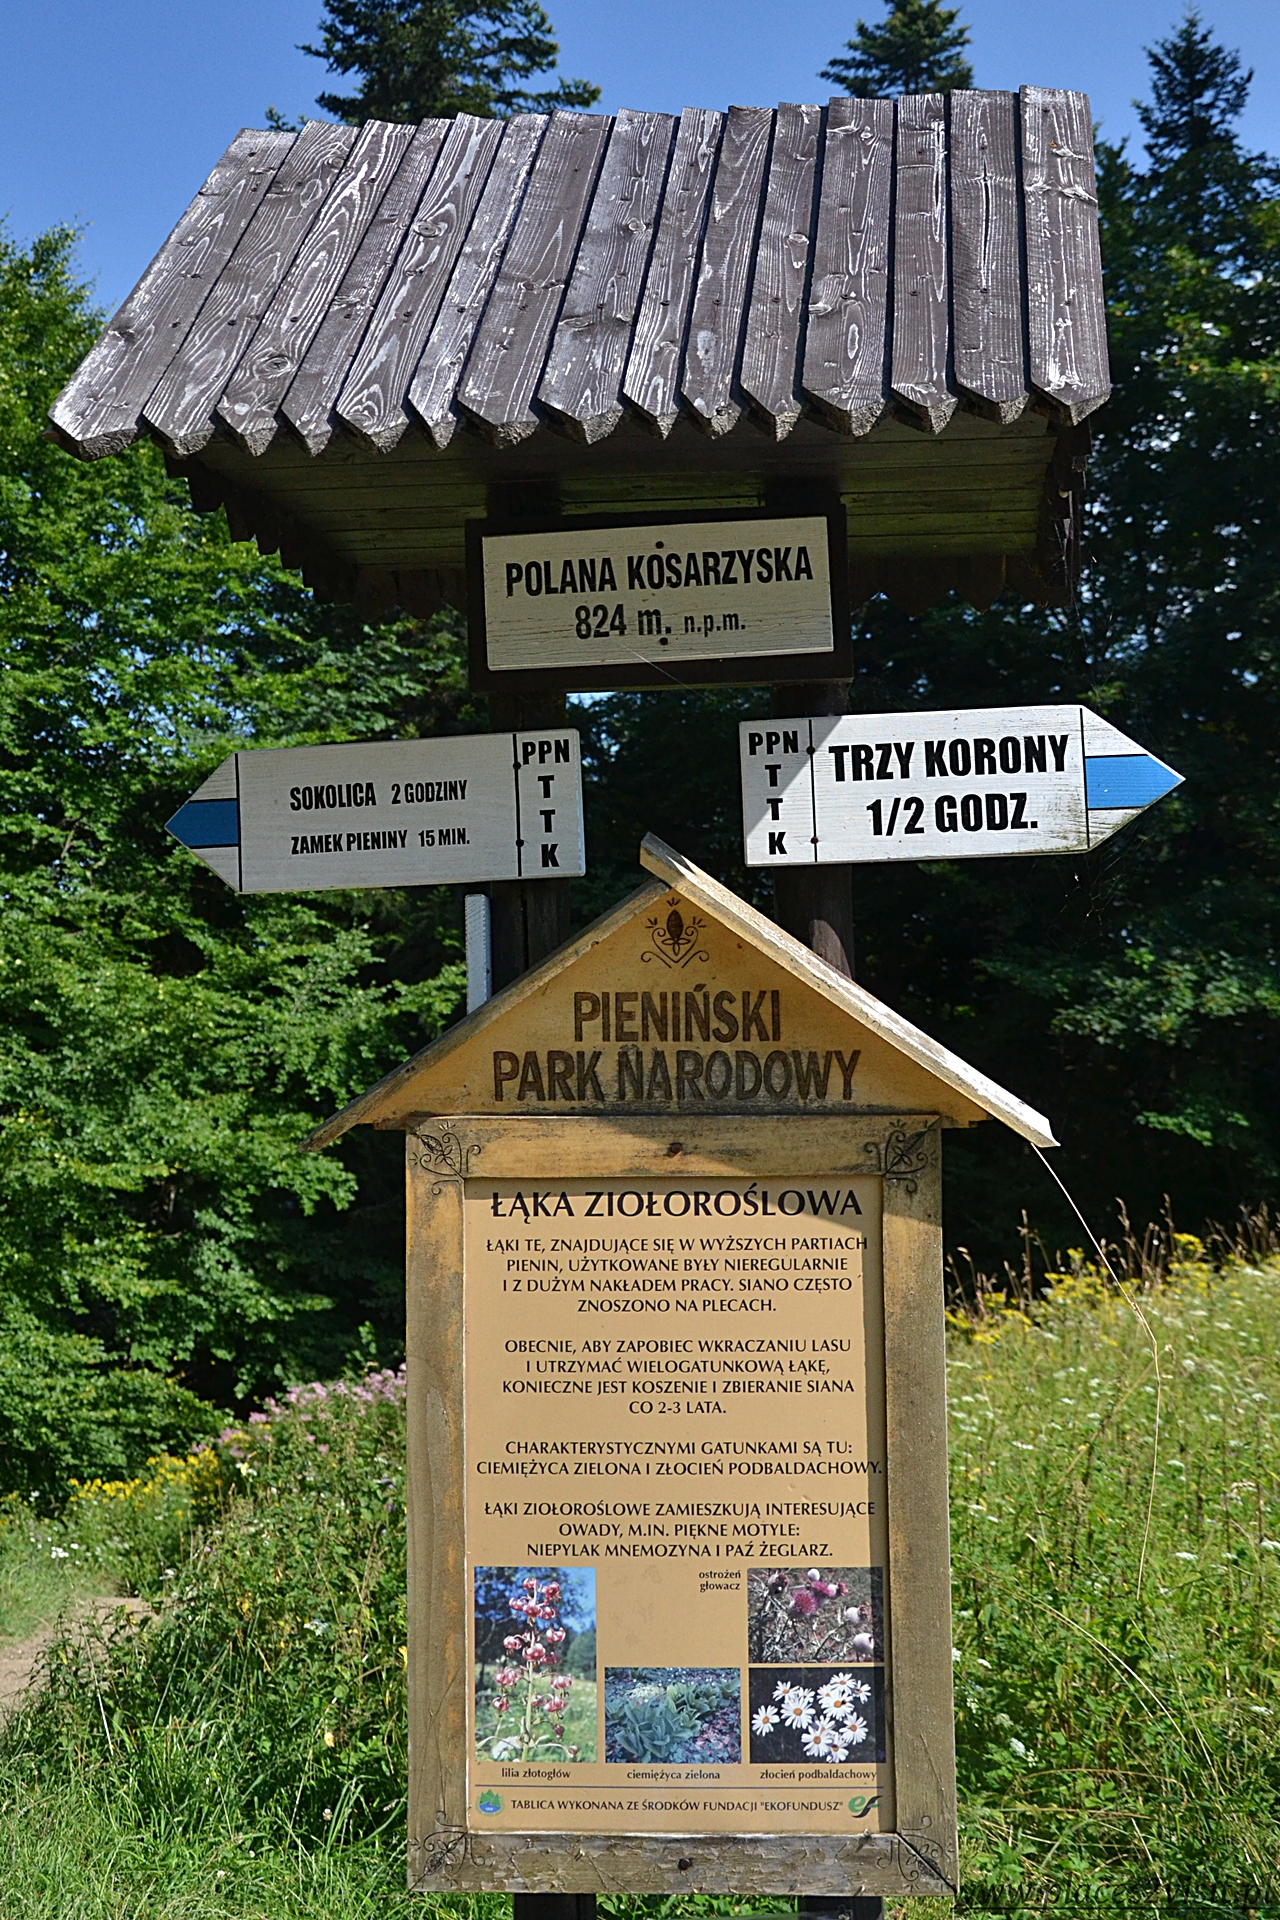 POLANA KOSARZYSKA
824 m. n.p.m.
SOKOLICA 2 GODZINY
ZAMEK PIENINY 15 MIN.
PPN
T
T
K
PPN
T
T
K
TRZY KORONY
1/2 GODZ.
PIENIŃSKI
PARK NARODOWY
ŁĄKA ZIOŁOROŚLOWA
ŁĄKI TE, ZNAJDUJĄCE SIĘ W WYŻSZYCH PARTIACH
PIENIN, UŻYTKOWANE BYŁY NIEREGULARNIE
I Z DUŻYM NAKŁADEM PRACY. SIANO CZĘSTO
ZNOSZONO NA PLECACH.
OBECNIE, ABY ZAPOBIEC WKRACZANIU LASU
I UTRZYMAĆ WIELOGATUNKOWĄ ŁĄKĘ,
KONIECZNE JEST KOSZENIE I ZBIERANIE SIANA
CO 2-3 LATA.
CHARAKTERYSTYCZNYMI GATUNKAMI SĄ TU:
CIEMIĘŻYCA ZIELONA I ZŁOCIEŃ PODBALDACHOWY.
ŁĄKI ZIOŁOROŚLOWE ZAMIESZKUJĄ INTERESUJĄCE
OWADY, M.IN. PIĘKNE MOTYLE:
NIEPYLAK MNEMOZYNA I PAŹ ŻEGLARZ.
ostrożeń
głowacz
lilia złotogłów
ciemiężyca zielona
złocień podbaldachowy
TABLICA WYKONANA ZE ŚRODKÓW FUNDACJI "EKOFUNDUSZ" ef